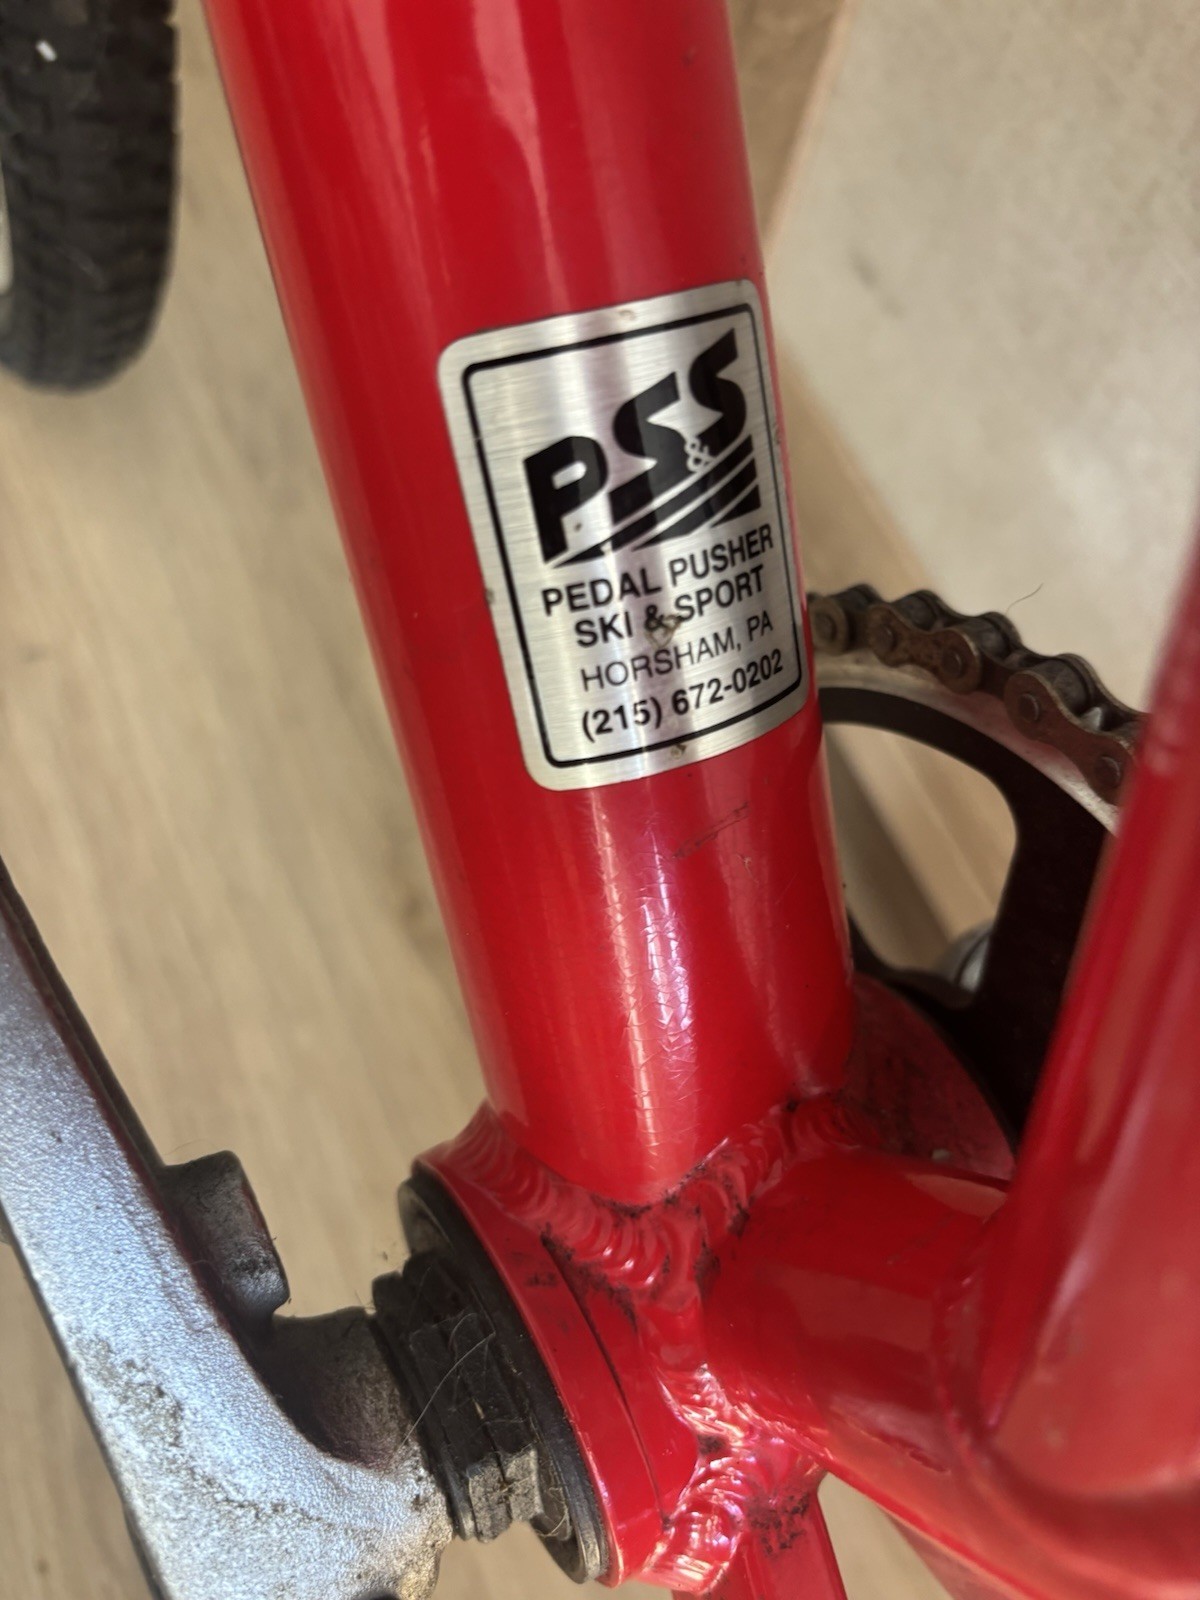 PS&S
PEDAL PUSHER
SKI & SPORT
HORSHAM, PA
(215) 672-0202